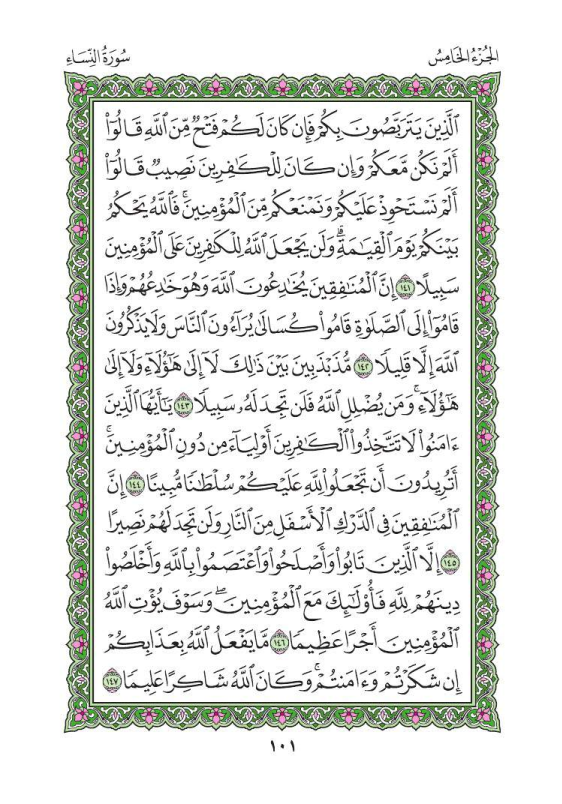 الجُزْءُ الخَامِسُ
سُورَةُ النِّسَاءِ
ٱلَّذِينَ يَتَرَبَّصُونَ بِكُمْ فَإِن كَانَ لَكُمْ فَتْحٌ مِّنَ ٱللَّهِ قَالُوٓا۟
أَلَمْ نَكُن مَّعَكُمْ وَإِن كَانَ لِلْكَـٰفِرِينَ نَصِيبٌ قَالُوٓا۟
أَلَمْ نَسْتَحْوِذْ عَلَيْكُمْ وَنَمْنَعْكُم مِّنَ ٱلْمُؤْمِنِينَ ۚ فَٱللَّهُ يَحْكُمُ
بَيْنَكُمْ يَوْمَ ٱلْقِيَـٰمَةِ ۗ وَلَن يَجْعَلَ ٱللَّهُ لِلْكَـٰفِرِينَ عَلَى ٱلْمُؤْمِنِينَ
سَبِيلًا ١٤١ إِنَّ ٱلْمُنَـٰفِقِينَ يُخَـٰدِعُونَ ٱللَّهَ وَهُوَ خَـٰدِعُهُمْ وَإِذَا
قَامُوٓا۟ إِلَى ٱلصَّلَوٰةِ قَامُوا۟ كُسَالَىٰ يُرَآءُونَ ٱلنَّاسَ وَلَا يَذْكُرُونَ
ٱللَّهَ إِلَّا قَلِيلًا ١٤٢ مُّذَبْذَبِينَ بَيْنَ ذَٰلِكَ لَآ إِلَىٰ هَـٰٓؤُلَآءِ وَلَآ إِلَىٰ
هَـٰٓؤُلَآءِ ۚ وَمَن يُضْلِلِ ٱللَّهُ فَلَن تَجِدَ لَهُۥ سَبِيلًا ١٤٣ يَـٰٓأَيُّهَا ٱلَّذِينَ
ءَامَنُوا۟ لَا تَتَّخِذُوا۟ ٱلْكَـٰفِرِينَ أَوْلِيَآءَ مِن دُونِ ٱلْمُؤْمِنِينَ ۚ
أَتُرِيدُونَ أَن تَجْعَلُوا۟ لِلَّهِ عَلَيْكُمْ سُلْطَـٰنًا مُّبِينًا ١٤٤ إِنَّ
ٱلْمُنَـٰفِقِينَ فِى ٱلدَّرْكِ ٱلْأَسْفَلِ مِنَ ٱلنَّارِ وَلَن تَجِدَ لَهُمْ نَصِيرًا
١٤٥ إِلَّا ٱلَّذِينَ تَابُوا۟ وَأَصْلَحُوا۟ وَٱعْتَصَمُوا۟ بِٱللَّهِ وَأَخْلَصُوا۟
دِينَهُمْ لِلَّهِ فَأُو۟لَـٰٓئِكَ مَعَ ٱلْمُؤْمِنِينَ ۖ وَسَوْفَ يُؤْتِ ٱللَّهُ
ٱلْمُؤْمِنِينَ أَجْرًا عَظِيمًا ١٤٦ مَّا يَفْعَلُ ٱللَّهُ بِعَذَابِكُمْ
إِن شَكَرْتُمْ وَءَامَنتُمْ ۚ وَكَانَ ٱللَّهُ شَاكِرًا عَلِيمًا ١٤٧
١٠١